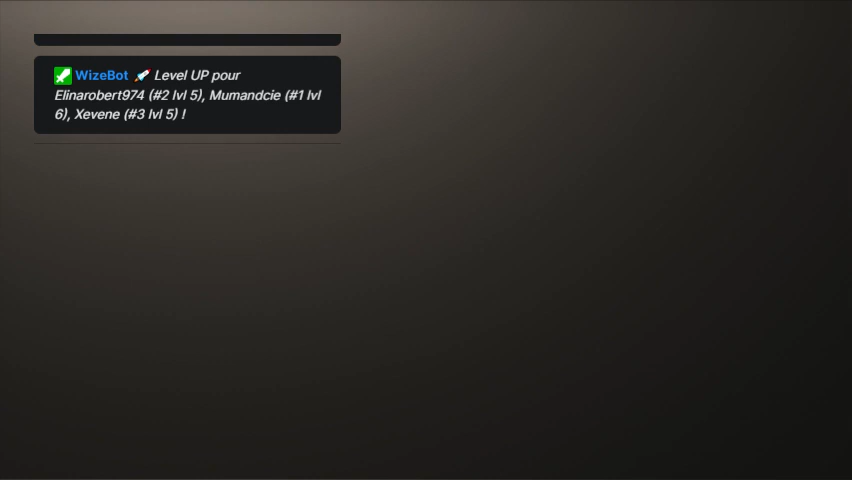 WizeBot 🚀 Level UP pour
Elinarobert974 (#2 lvl 5), Mumandcie (#1 lvl
6), Xevene (#3 lvl 5) !